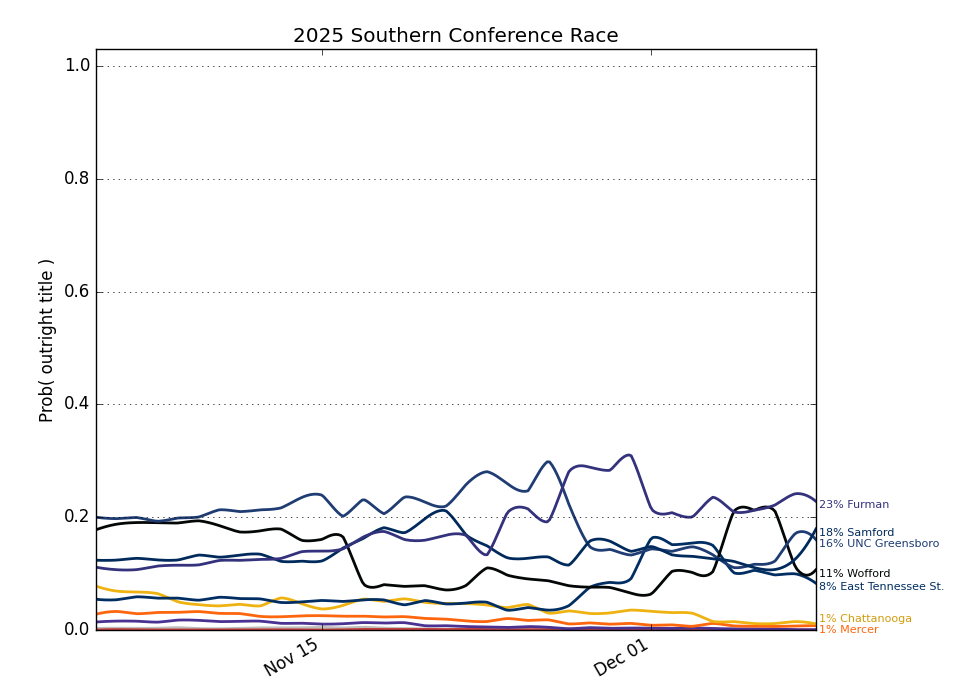 2025 Southern Conference Race
1.0
0.8
0.6
0.4
0.2
0.0
Prob( outright title )
Nov 15
Dec 01
23% Furman
18% Samford
16% UNC Greensboro
11% Wofford
8% East Tennessee St.
1% Chattanooga
1% Mercer